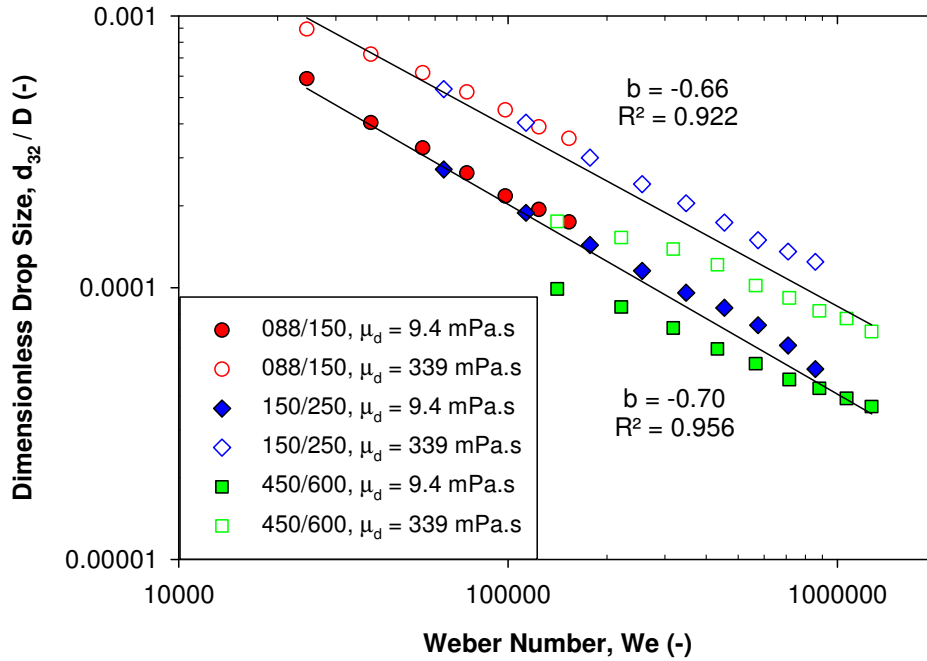 0.001
0.0001
0.00001
Dimensionless Drop Size, d32 / D (-)
b = -0.66
R² = 0.922
b = -0.70
R² = 0.956
088/150, μd = 9.4 mPa.s
088/150, μd = 339 mPa.s
150/250, μd = 9.4 mPa.s
150/250, μd = 339 mPa.s
450/600, μd = 9.4 mPa.s
450/600, μd = 339 mPa.s
10000 100000 1000000
Weber Number, We (-)